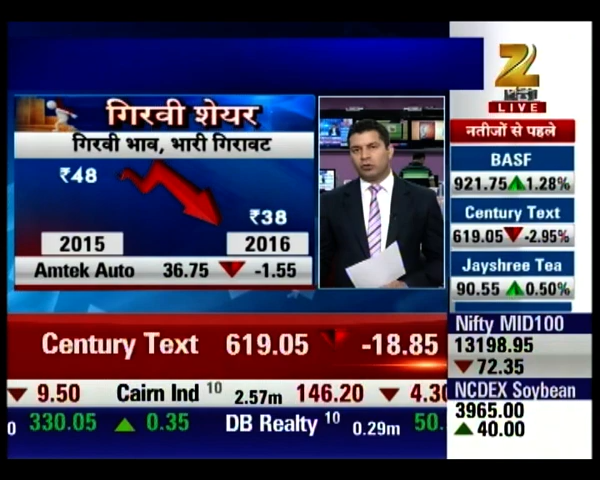 गिरवी शेयर
गिरवी भाव, भारी गिरावट
₹48
₹38
2015
2016
Amtek Auto 36.75 -1.55
LIVE
नतीजों से पहले
BASF
921.75 1.28%
Century Text
619.05 -2.95%
Jayshree Tea
90.55 0.50%
Century Text 619.05 -18.85
Nifty MID100
13198.95
72.35
NCDEX Soybean
3965.00
40.00
9.50 Cairn Ind 10 2.57m 146.20 4.30
0 330.05 0.35 DB Realty 10 0.29m 50.